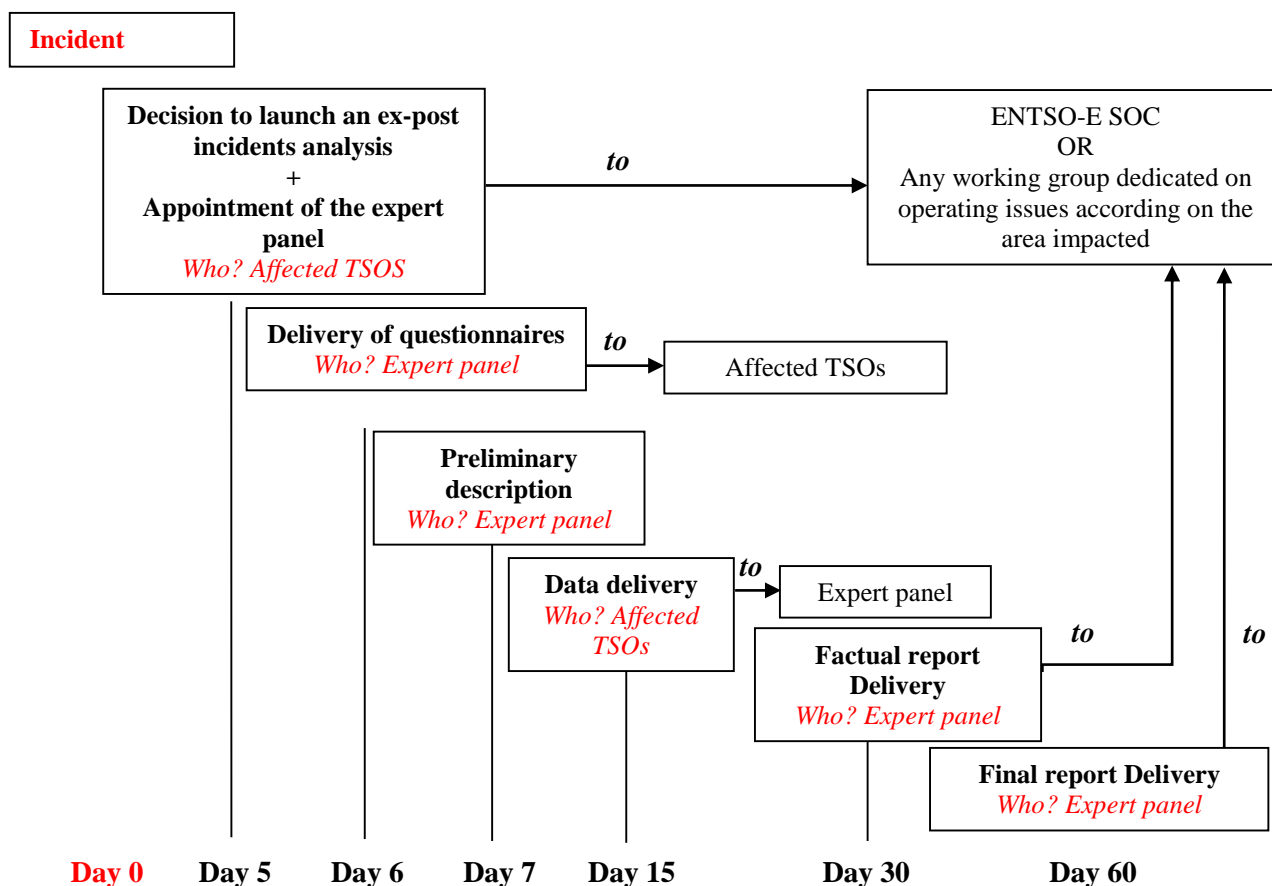 Incident
Decision to launch an ex-post
incidents analysis
+
Appointment of the expert
panel
Who? Affected TSOS
to
ENTSO-E SOC
OR
Any working group dedicated on
operating issues according on the
area impacted
Delivery of questionnaires
Who? Expert panel
to
Affected TSOs
Preliminary
description
Who? Expert panel
Data delivery
Who? Affected
TSOs
to
Expert panel
Factual report
Delivery
Who? Expert panel
to
to
Final report Delivery
Who? Expert panel
Day 0 Day 5 Day 6 Day 7 Day 15 Day 30 Day 60